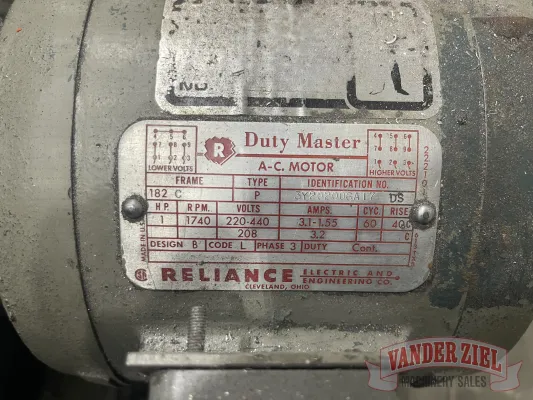 NO
Duty Master
A-C. MOTOR
LOWER VOLTS
HIGHER VOLTS
FRAME TYPE IDENTIFICATION NO.
182 C P DS
H.P. R.P.M. VOLTS AMPS. CYC. RISE
1 1740 220-440 3.1-1.55 60 40C
208 3.2 C
DESIGN B CODE L PHASE 3 DUTY Cont.
RELIANCE ELECTRIC AND ENGINEERING CO.
CLEVELAND, OHIO
MADE IN U.S.
VANDER ZIEL
MACHINERY SALES